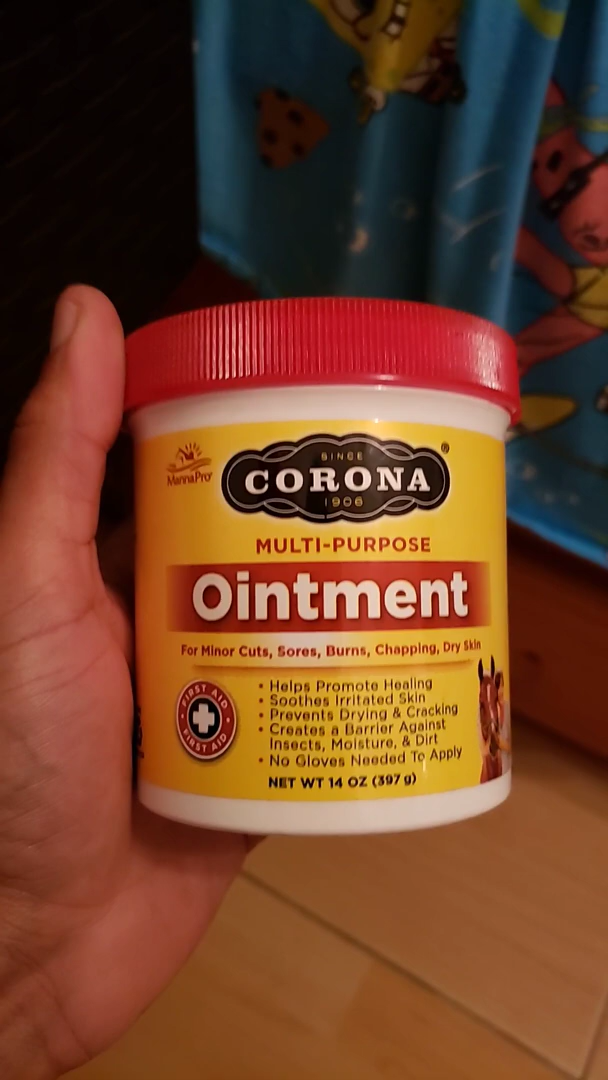 MannaPro®
SINCE
CORONA®
1906
MULTI-PURPOSE
Ointment
For Minor Cuts, Sores, Burns, Chapping, Dry Skin
FIRST AID
FIRST AID
• Helps Promote Healing
• Soothes Irritated Skin
• Prevents Drying & Cracking
• Creates a Barrier Against
Insects, Moisture, & Dirt
• No Gloves Needed To Apply
NET WT 14 OZ (397 g)